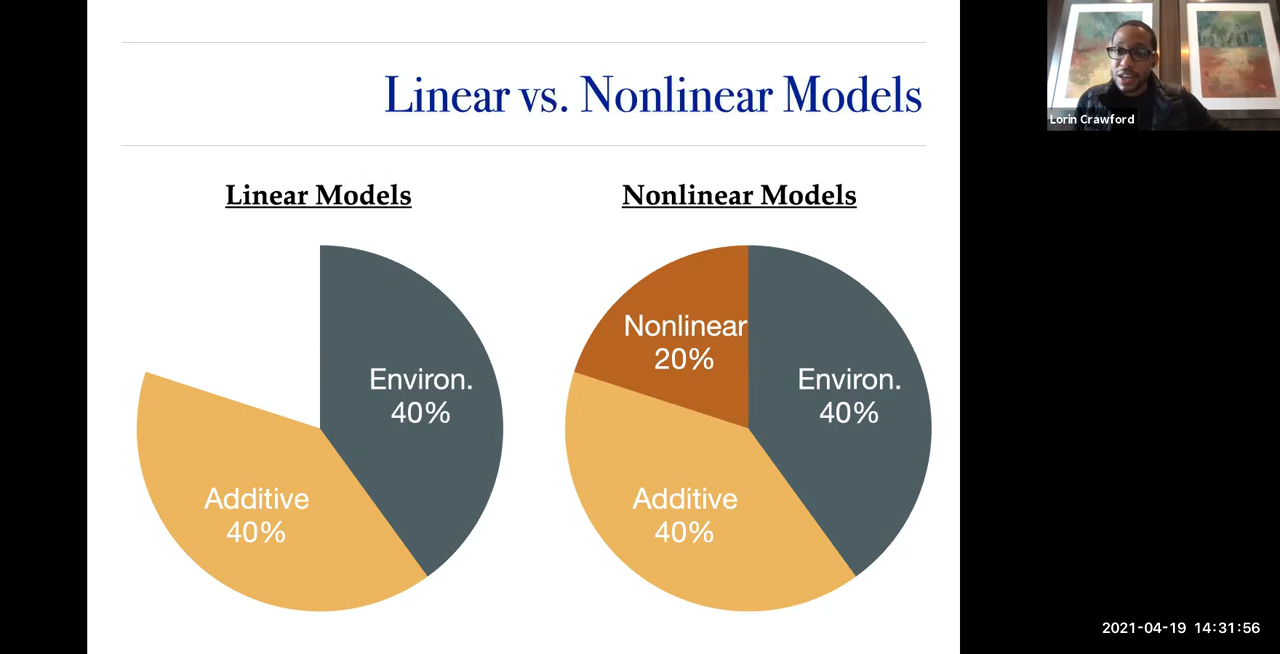 Linear vs. Nonlinear Models
Linear Models
Environ.
40%
Additive
40%
Nonlinear Models
Nonlinear
20%
Environ.
40%
Additive
40%
Lorin Crawford
2021-04-19 14:31:56